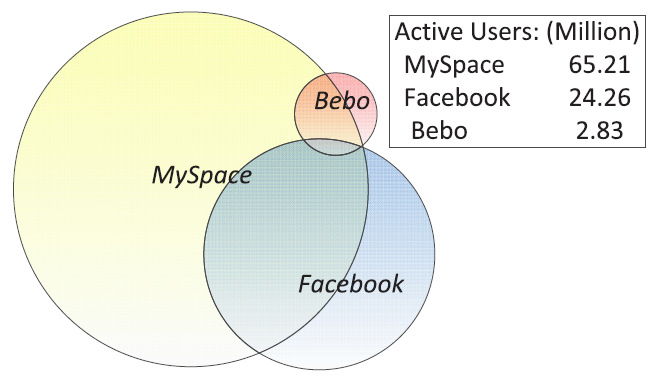 Active Users: (Million)
MySpace 65.21
Facebook 24.26
Bebo 2.83
Bebo
MySpace
Facebook